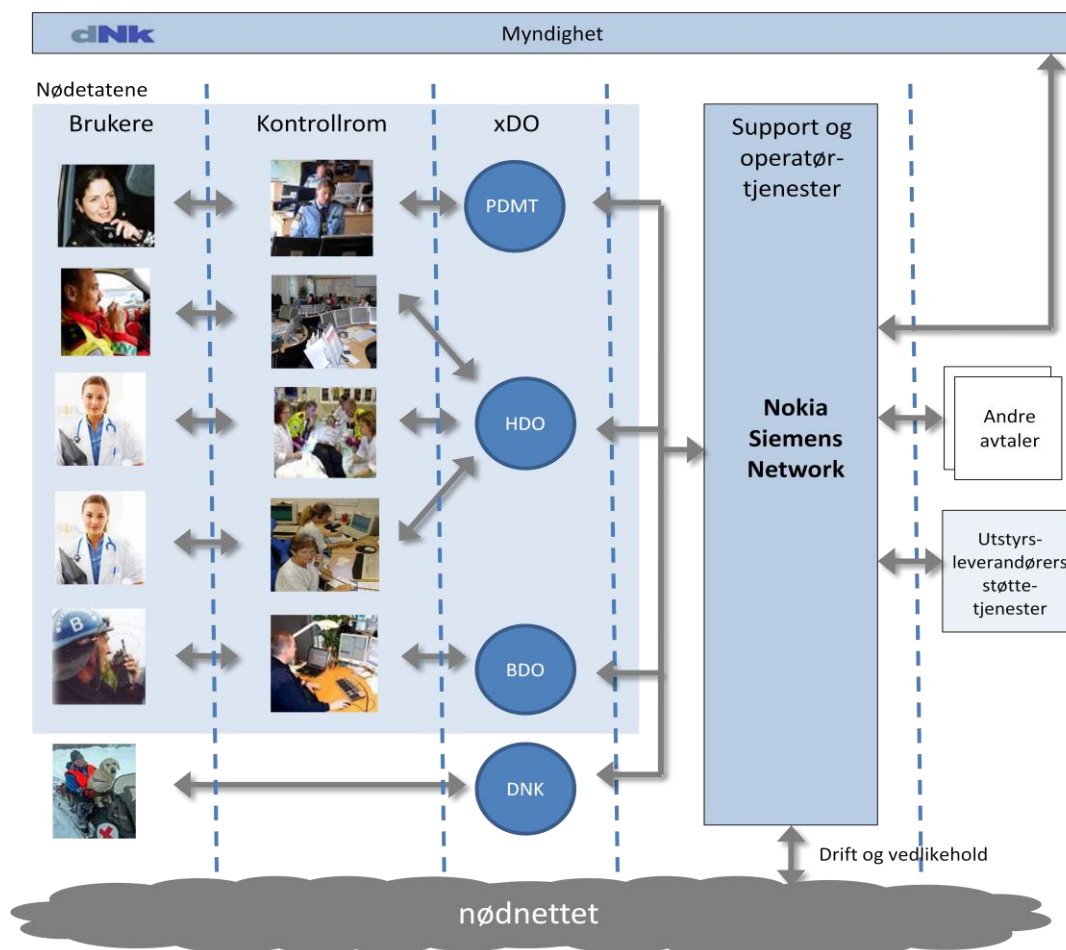 dNk
Myndighet
Nødetatene
Brukere
Kontrollrom
xDO
PDMT
HDO
B
BDO
DNK
Support og
operatør-
tjenester
Nokia
Siemens
Network
Andre
avtaler
Utstyrs-
leverandørers
støtte-
tjenester
Drift og vedlikehold
nødnettet